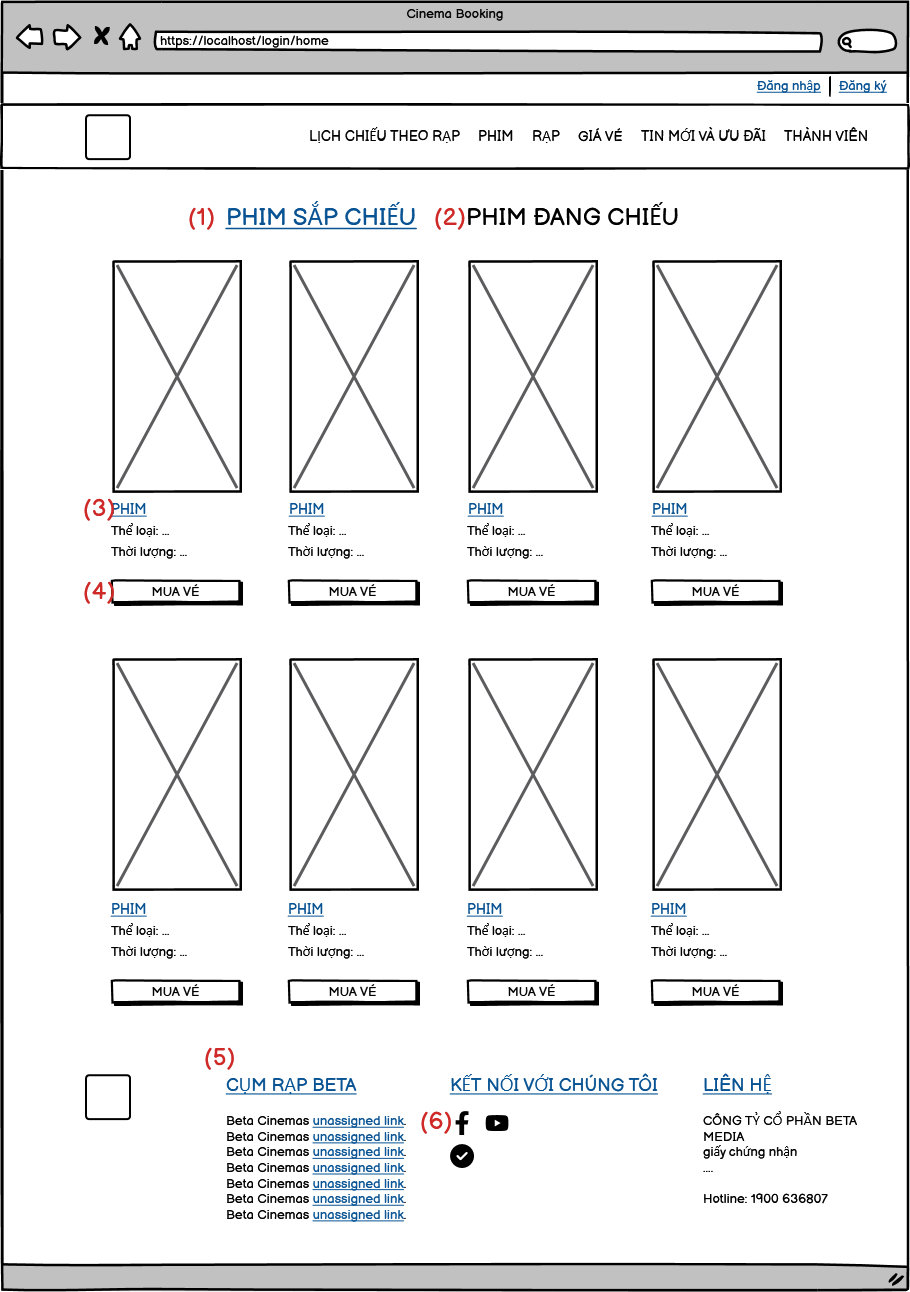 Cinema Booking
https://localhost/login/home
Đăng nhập Đăng ký
LỊCH CHIẾU THEO RẠP PHIM RẠP GIÁ VÉ TIN MỚI VÀ ƯU ĐÃI THÀNH VIÊN
(1) PHIM SẮP CHIẾU (2) PHIM ĐANG CHIẾU
(3) PHIM PHIM PHIM PHIM
Thể loại: ... Thể loại: ... Thể loại: ... Thể loại: ...
Thời lượng: ... Thời lượng: ... Thời lượng: ... Thời lượng: ...
(4) MUA VÉ MUA VÉ MUA VÉ MUA VÉ
PHIM PHIM PHIM PHIM
Thể loại: ... Thể loại: ... Thể loại: ... Thể loại: ...
Thời lượng: ... Thời lượng: ... Thời lượng: ... Thời lượng: ...
MUA VÉ MUA VÉ MUA VÉ MUA VÉ
(5)
CỤM RẠP BETA
Beta Cinemas unassigned link.
Beta Cinemas unassigned link.
Beta Cinemas unassigned link.
Beta Cinemas unassigned link.
Beta Cinemas unassigned link.
Beta Cinemas unassigned link.
Beta Cinemas unassigned link.
KẾT NỐI VỚI CHÚNG TÔI
(6)
LIÊN HỆ
CÔNG TỶ CỔ PHẦN BETA
MEDIA
giấy chứng nhận
....
Hotline: 1900 636807